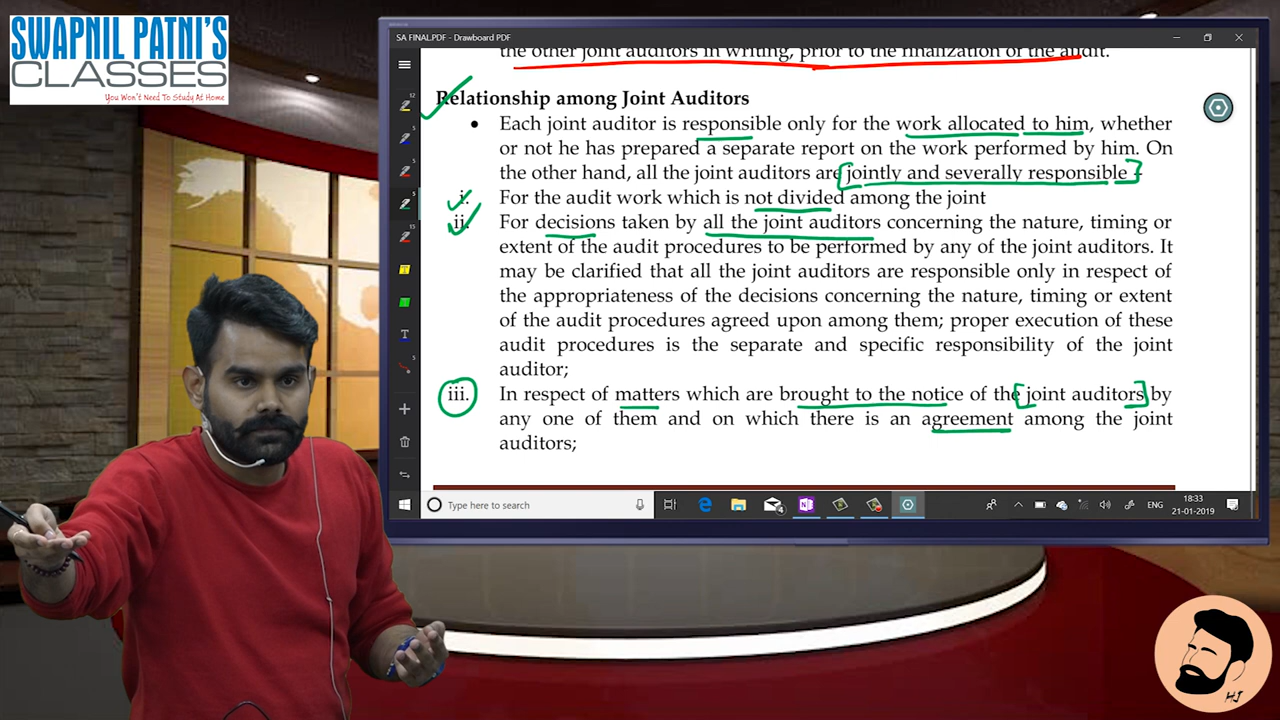 SWAPNIL PATNI'S
CLASSES
You Won't Need To Study At Home
SA FINAL.PDF - Drawboard PDF
the other joint auditors in writing, prior to the finalization of the audit.
Relationship among Joint Auditors
• Each joint auditor is responsible only for the work allocated to him, whether
or not he has prepared a separate report on the work performed by him. On
the other hand, all the joint auditors are jointly and severally responsible -
i. For the audit work which is not divided among the joint
ii. For decisions taken by all the joint auditors concerning the nature, timing or
extent of the audit procedures to be performed by any of the joint auditors. It
may be clarified that all the joint auditors are responsible only in respect of
the appropriateness of the decisions concerning the nature, timing or extent
of the audit procedures agreed upon among them; proper execution of these
audit procedures is the separate and specific responsibility of the joint
auditor;
iii. In respect of matters which are brought to the notice of the joint auditors by
any one of them and on which there is an agreement among the joint
auditors;
Type here to search
4
ENG
18:33
21-01-2019
12
5
5
5
15
T
5
HJ